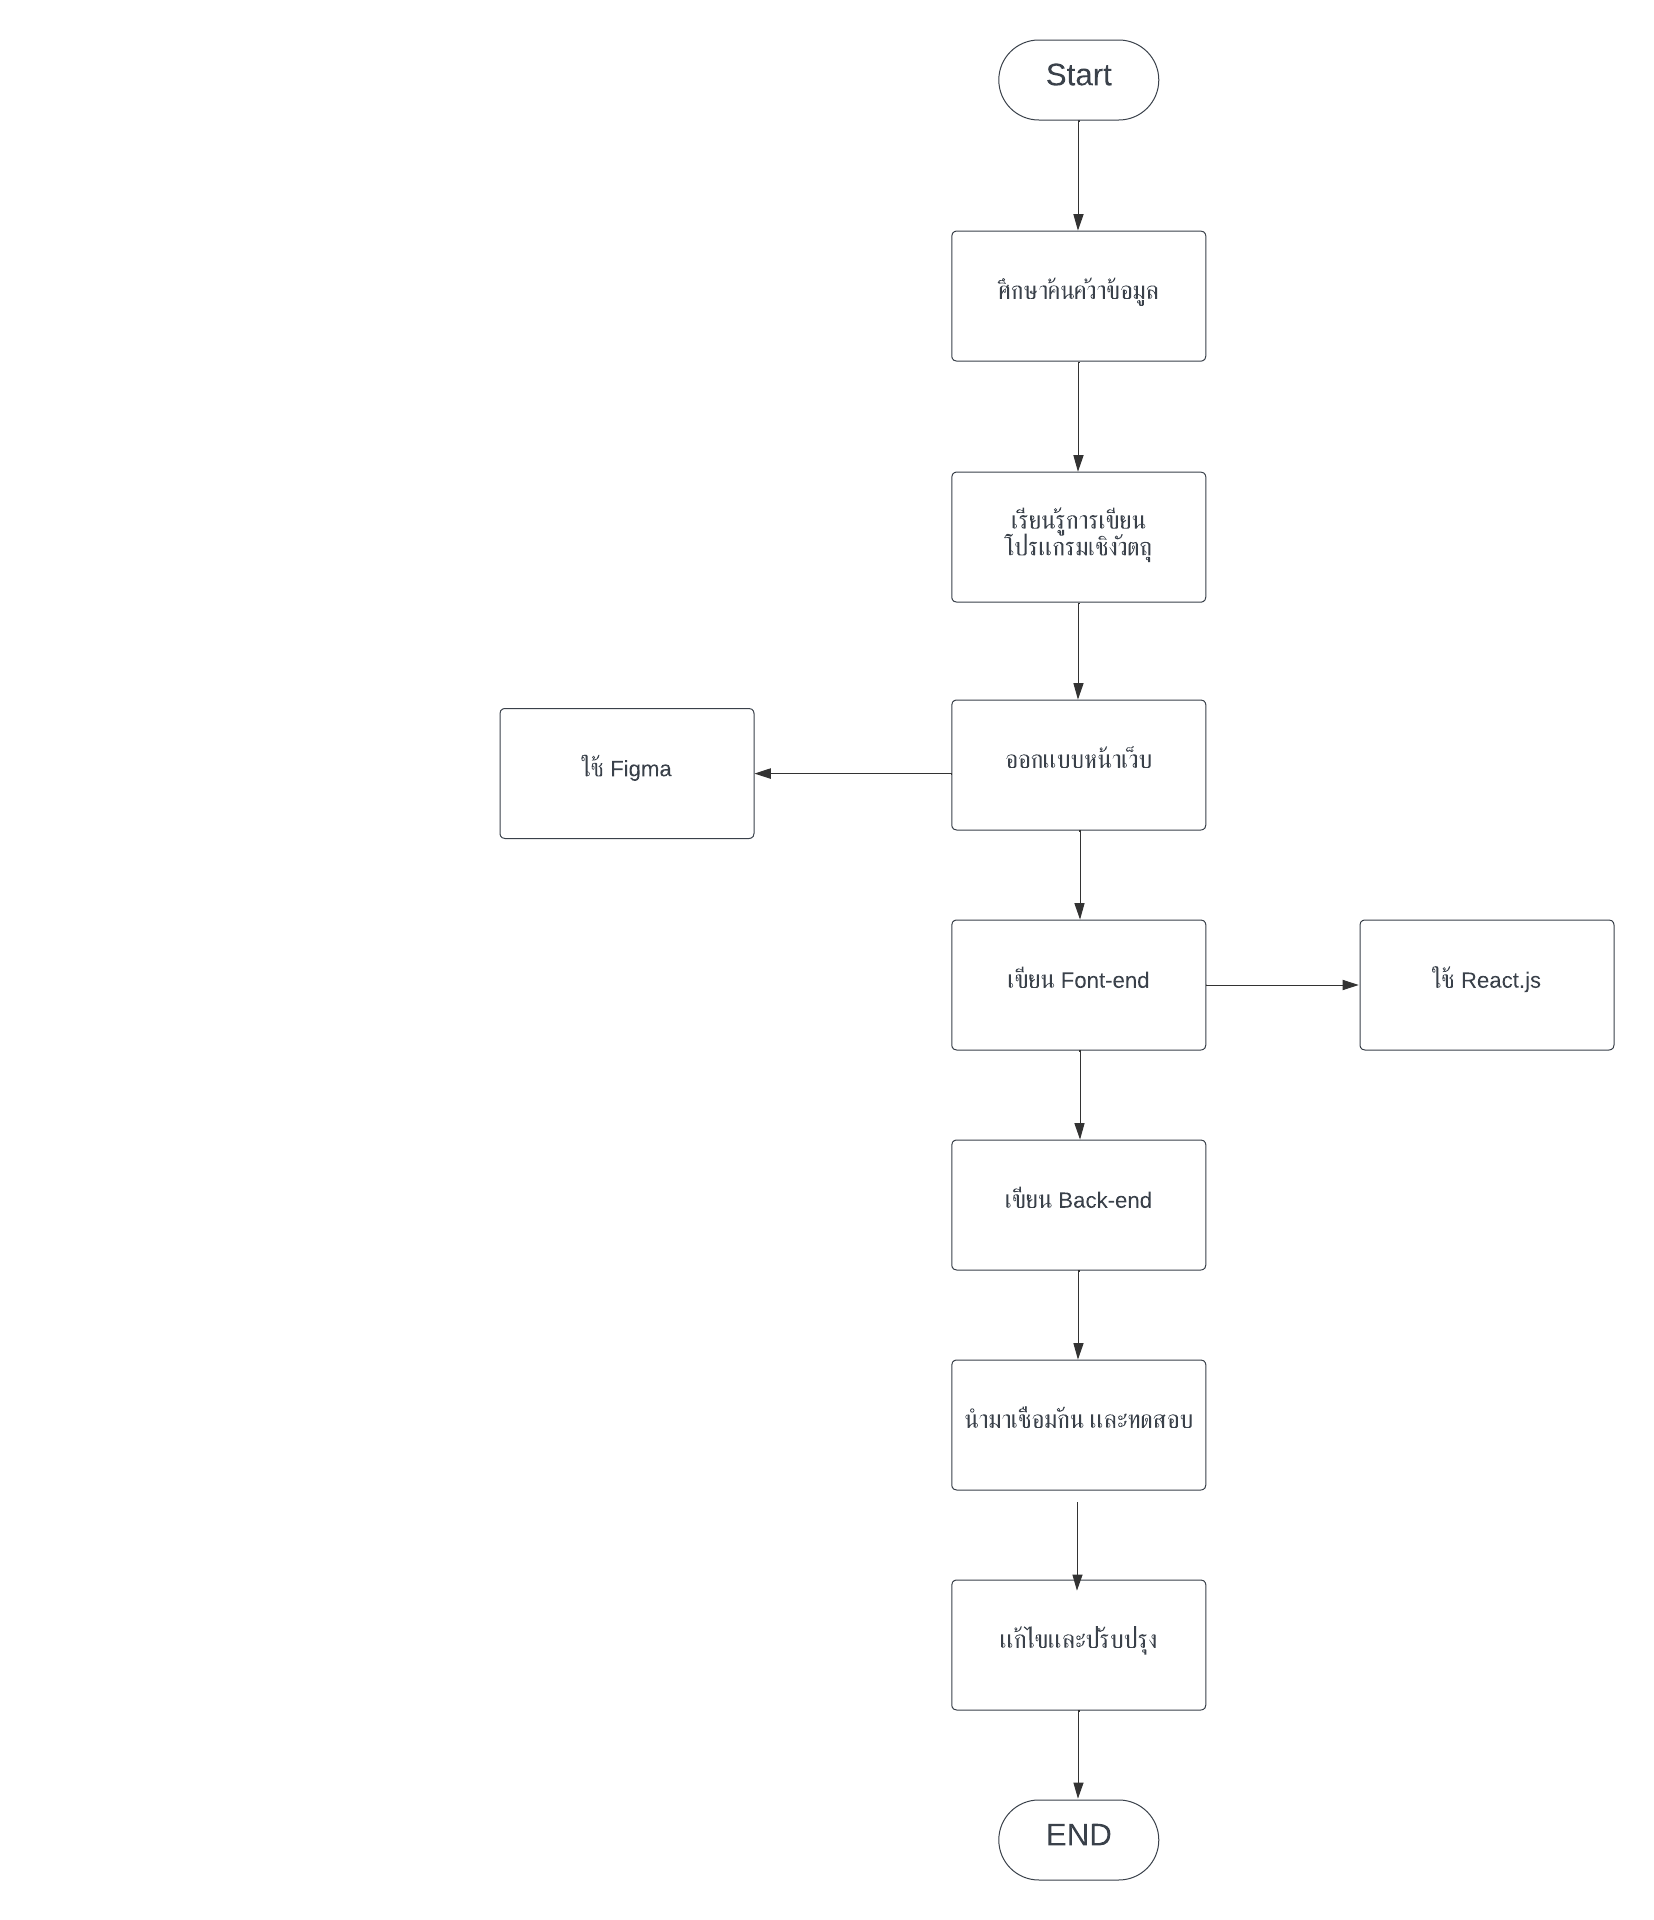 Start
ศึกษาค้นคว้าข้อมูล
เรียนรู้การเขียน
โปรแกรมเชิงวัตถุ
ออกแบบหน้าเว็บ
ใช้ Figma
เขียน Font-end
ใช้ React.js
เขียน Back-end
นำมาเชือมกัน และทดสอบ
แก้ไขและปรับปรุง
END